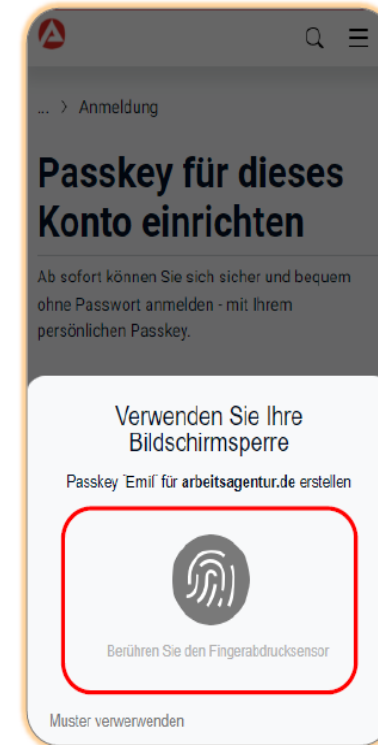 ... > Anmeldung
Passkey für dieses
Konto einrichten
Ab sofort können Sie sich sicher und bequem
ohne Passwort anmelden - mit Ihrem
persönlichen Passkey.
Verwenden Sie Ihre
Bildschirmsperre
Passkey ´Emil´ für arbeitsagentur.de erstellen
Berühren Sie den Fingerabdrucksensor
Muster verwerwenden